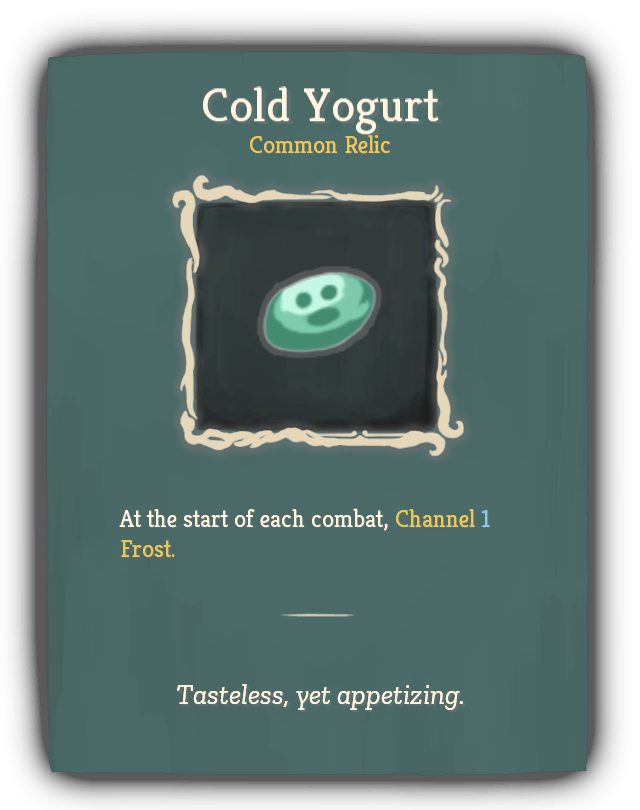 Cold Yogurt
Common Relic
At the start of each combat, Channel 1
Frost.
Tasteless, yet appetizing.